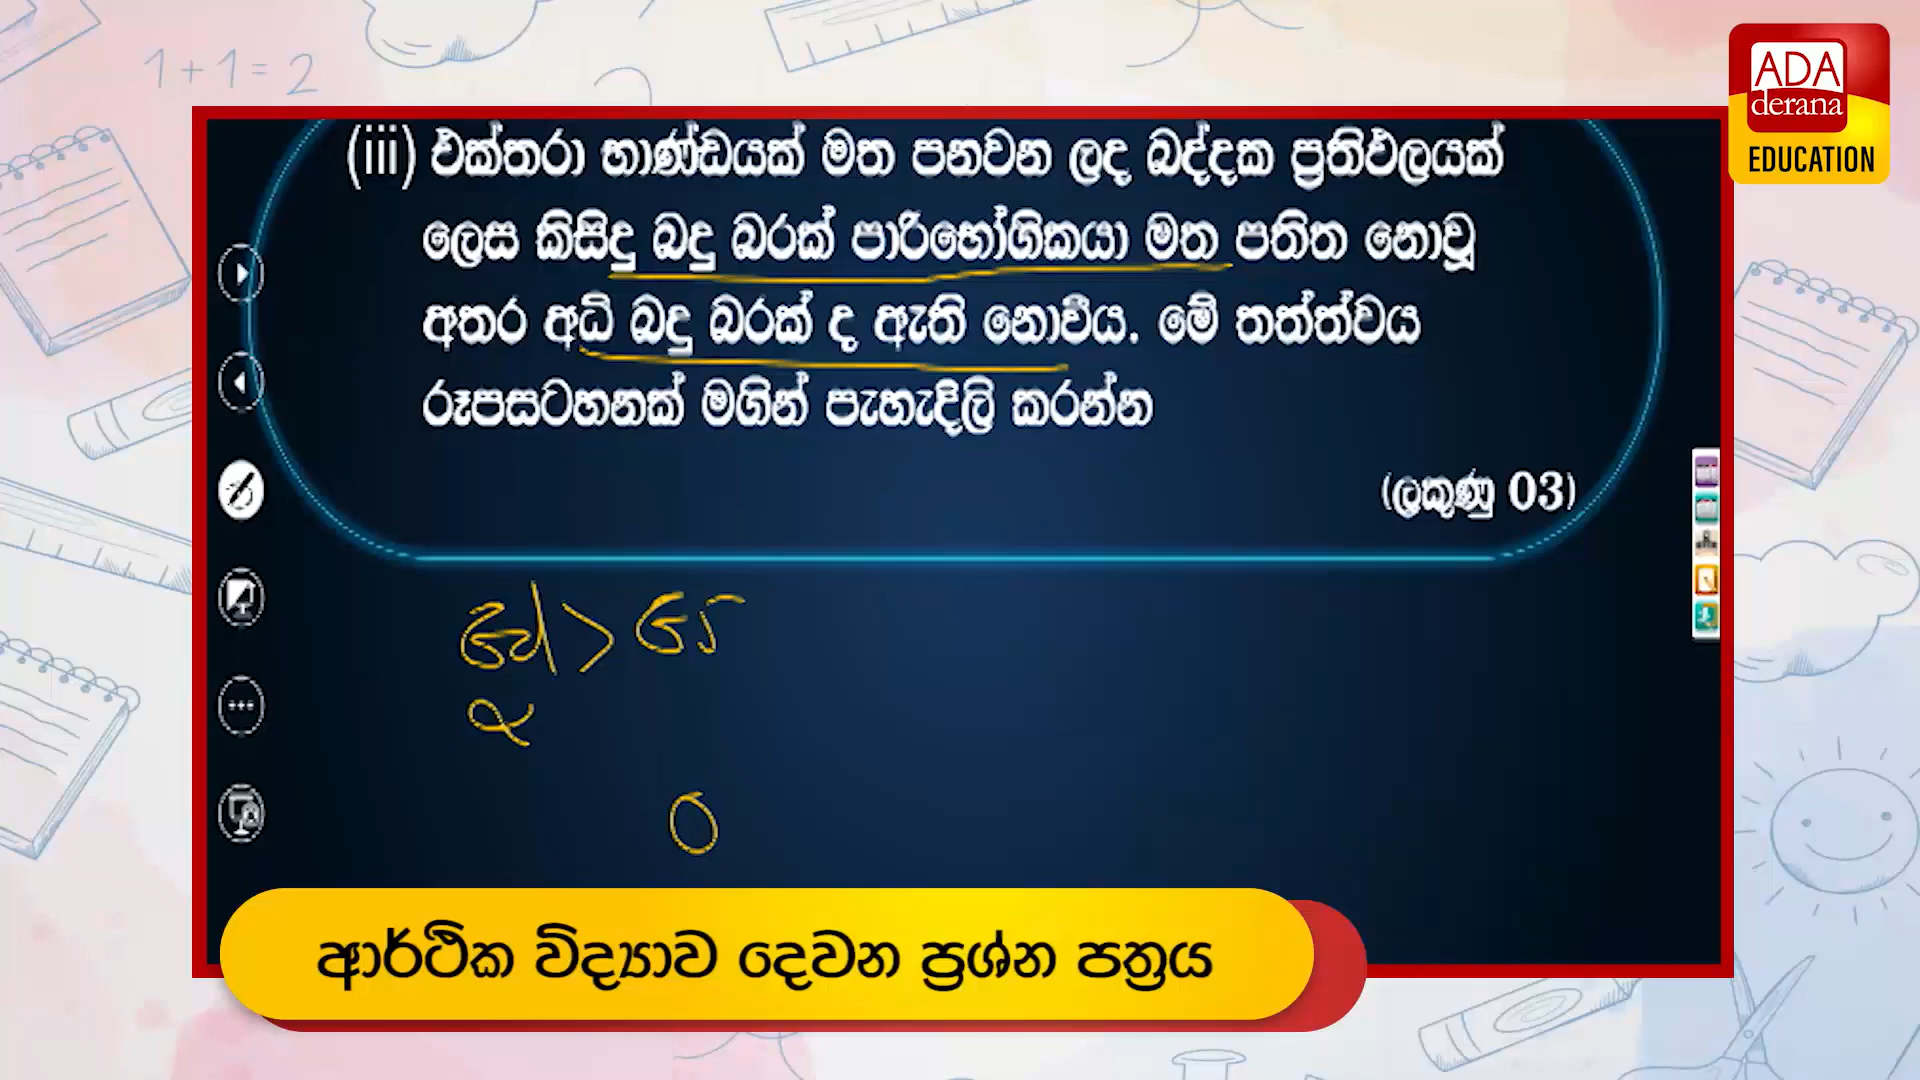 1+1=2
ADA
derana
EDUCATION
(iii) එක්තරා භාණ්ඩයක් මත පනවන ලද බද්දක ප්‍රතිඵලයක්
ලෙස කිසිදු බදු බරක් පාරිභෝගිකයා මත පතිත නොවූ
අතර අධි බදු බරක් ද ඇති නොවීය. මේ තත්ත්වය
රූපසටහනක් මගින් පැහැදිලි කරන්න
(ලකුණු 03)
ආර්ථික විද්‍යාව දෙවන ප්‍රශ්න පත්‍රය